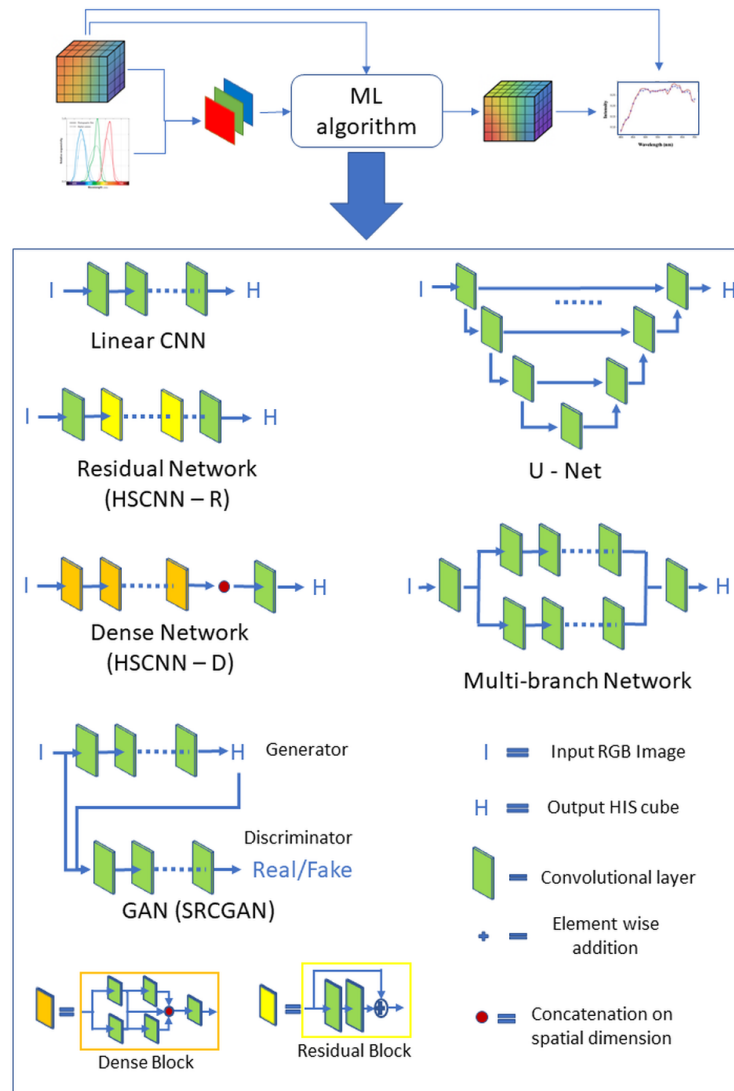 ML
algorithm
Intensity
Wavelength (nm)
I
H
Linear CNN
I
H
U - Net
I
H
Residual Network
(HSCNN – R)
I
H
Dense Network
(HSCNN – D)
I
H
Multi-branch Network
I
H
Generator
Discriminator
Real/Fake
GAN (SRCGAN)
I
Input RGB Image
H
Output HIS cube
Convolutional layer
Element wise
addition
Concatenation on
spatial dimension
Dense Block
Residual Block